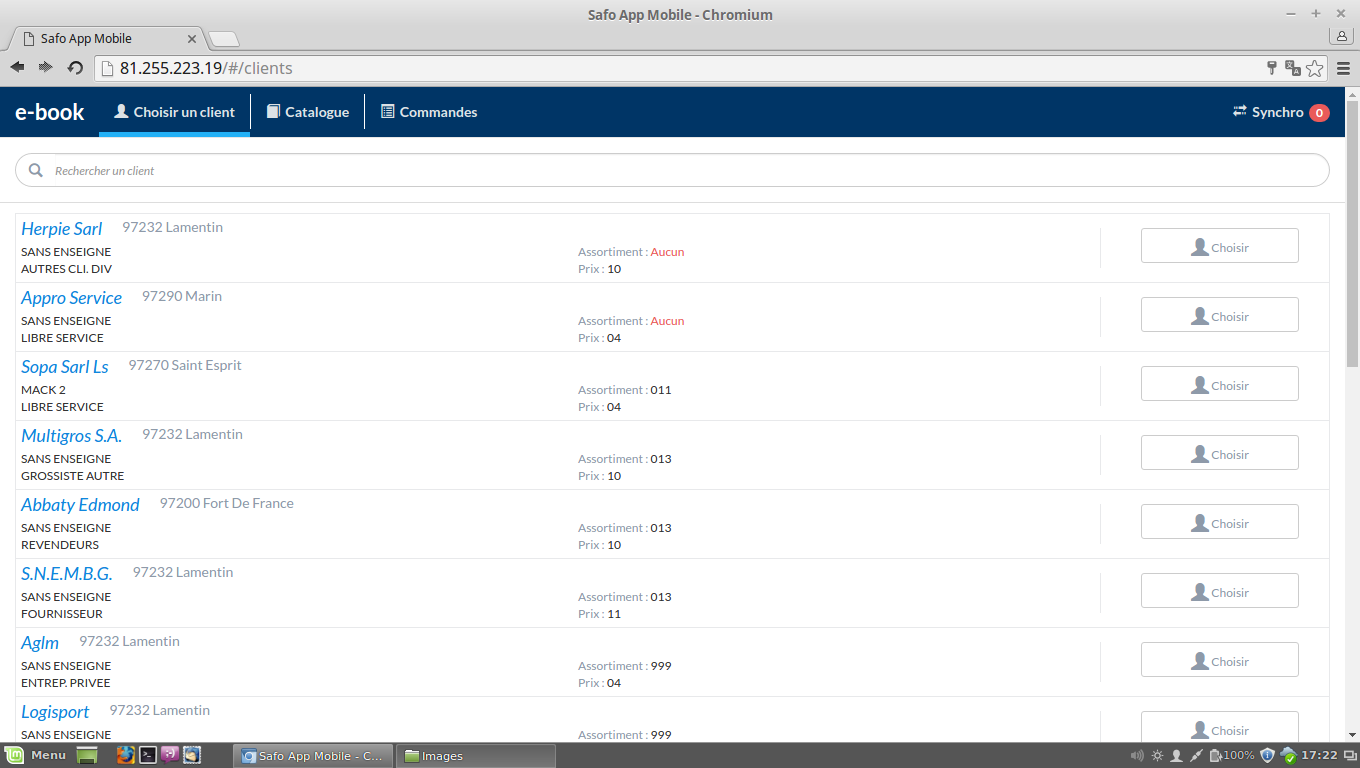 Safo App Mobile - Chromium
Safo App Mobile
81.255.223.19/#/clients
e-book Choisir un client Catalogue Commandes Synchro 0
Rechercher un client
Herpie Sarl 97232 Lamentin
SANS ENSEIGNE Assortiment : Aucun Choisir
AUTRES CLI. DIV Prix : 10
Appro Service 97290 Marin
SANS ENSEIGNE Assortiment : Aucun Choisir
LIBRE SERVICE Prix : 04
Sopa Sarl Ls 97270 Saint Esprit
MACK 2 Assortiment : 011 Choisir
LIBRE SERVICE Prix : 04
Multigros S.A. 97232 Lamentin
SANS ENSEIGNE Assortiment : 013 Choisir
GROSSISTE AUTRE Prix : 10
Abbaty Edmond 97200 Fort De France
SANS ENSEIGNE Assortiment : 013 Choisir
REVENDEURS Prix : 10
S.N.E.M.B.G. 97232 Lamentin
SANS ENSEIGNE Assortiment : 013 Choisir
FOURNISSEUR Prix : 11
Aglm 97232 Lamentin
SANS ENSEIGNE Assortiment : 999 Choisir
ENTREP. PRIVEE Prix : 04
Logisport 97232 Lamentin
SANS ENSEIGNE Assortiment : 999 Choisir
Menu Safo App Mobile - C... Images 100% 17:22